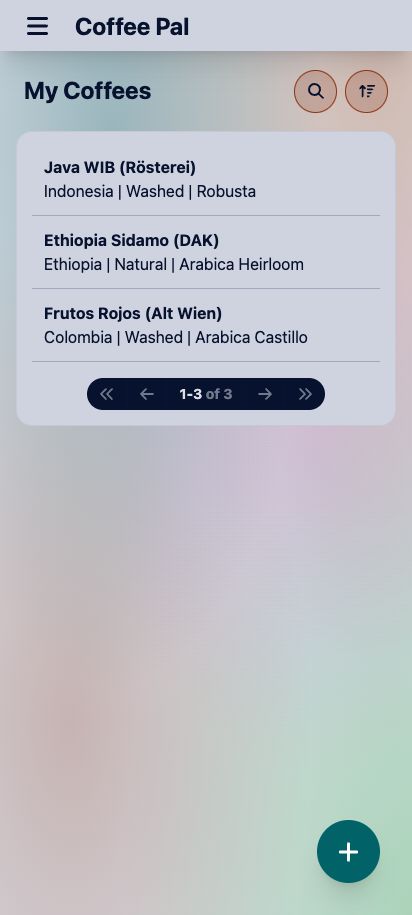 Coffee Pal
My Coffees
Java WIB (Rösterei)
Indonesia | Washed | Robusta
Ethiopia Sidamo (DAK)
Ethiopia | Natural | Arabica Heirloom
Frutos Rojos (Alt Wien)
Colombia | Washed | Arabica Castillo
1-3 of 3